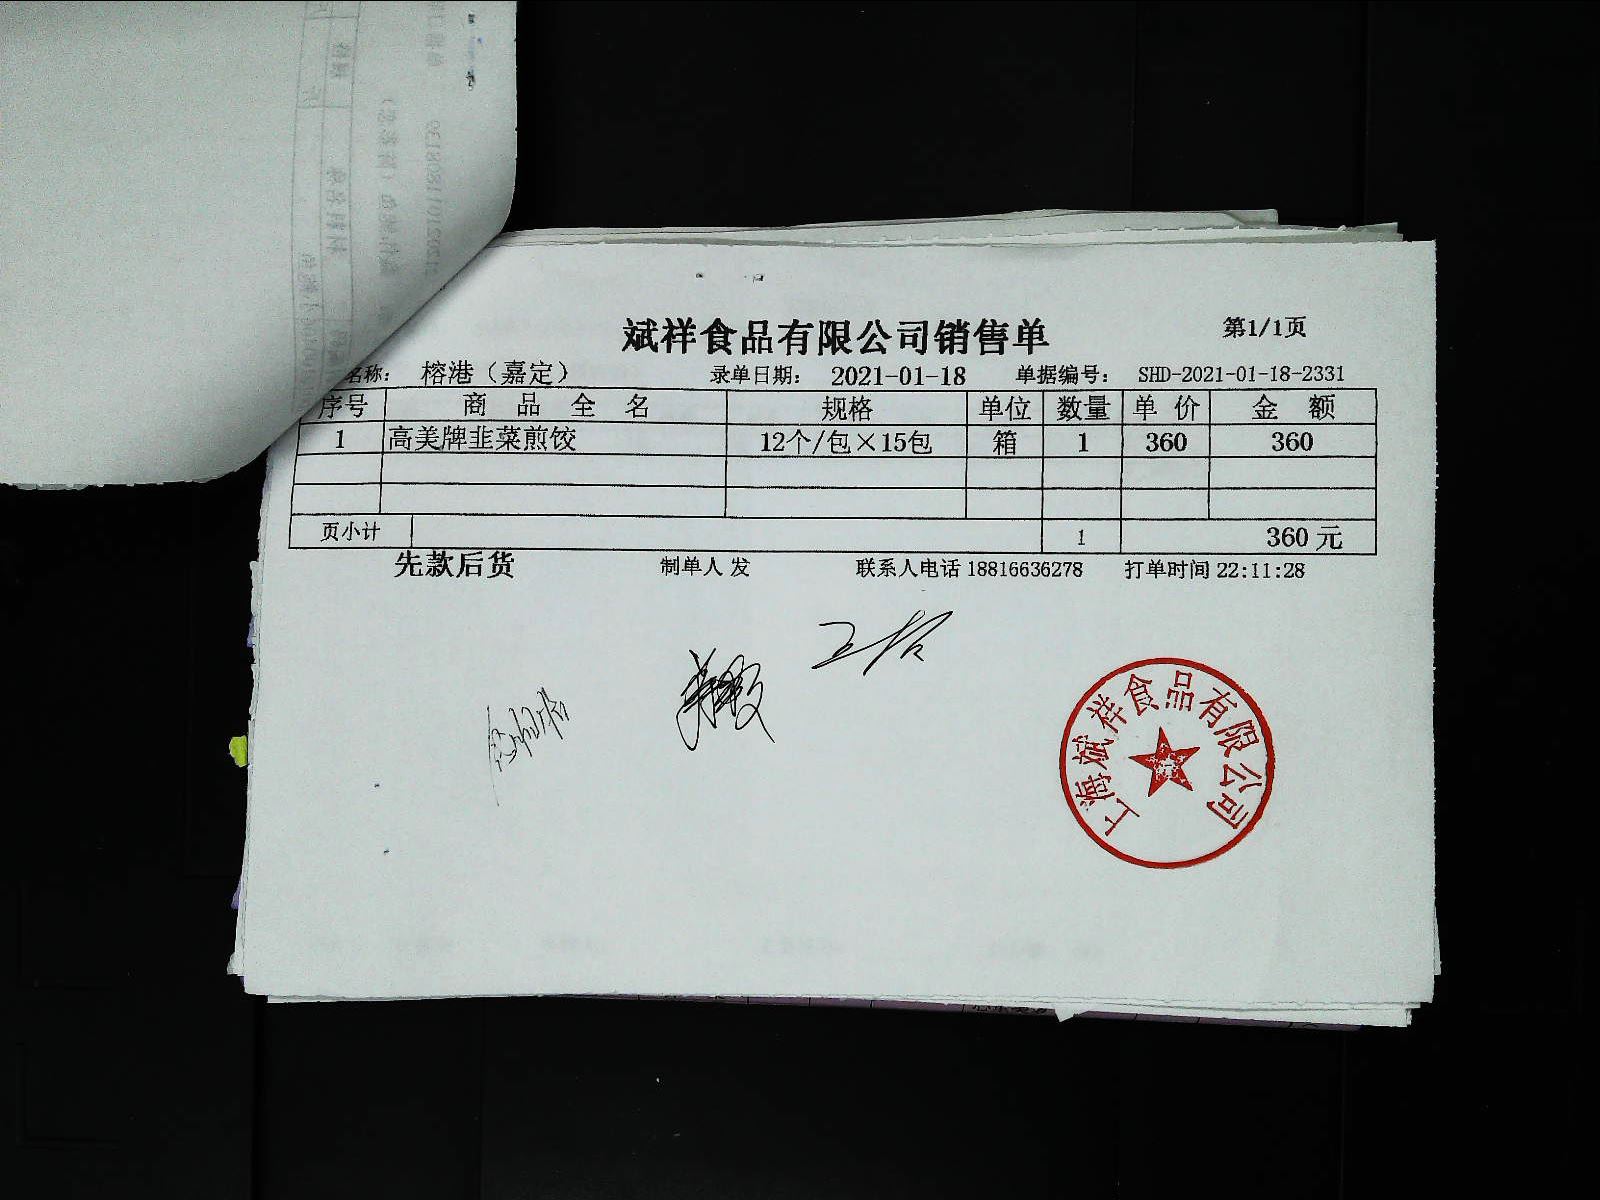 斌祥食品有限公司销售单 第1/1页
名称： 榕港（嘉定） 录单日期： 2021-01-18 单据编号： SHD-2021-01-18-2331
序号 商品全名 规格 单位 数量 单价 金额
1 高美牌韭菜煎饺 12个/包×15包 箱 1 360 360
页小计 1 360元
先款后货 制单人 发 联系人电话 18816636278 打单时间 22:11:28
上海斌祥食品有限公司